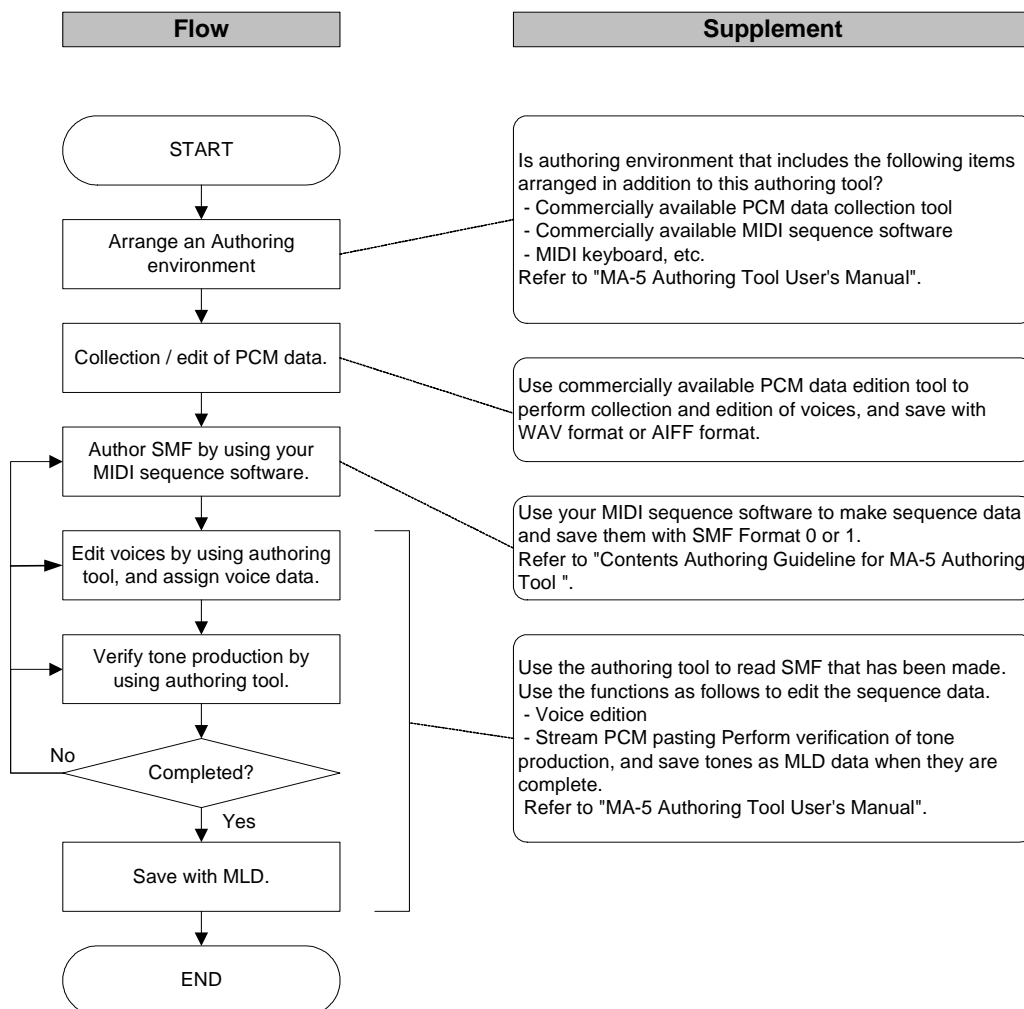 Flow
Supplement
START
Is authoring environment that includes the following items
arranged in addition to this authoring tool?
- Commercially available PCM data collection tool
- Commercially available MIDI sequence software
- MIDI keyboard, etc.
Refer to "MA-5 Authoring Tool User's Manual".
Arrange an Authoring
environment
Collection / edit of PCM data.
Use commercially available PCM data edition tool to
perform collection and edition of voices, and save with
WAV format or AIFF format.
Author SMF by using your
MIDI sequence software.
Use your MIDI sequence software to make sequence data
and save them with SMF Format 0 or 1.
Refer to "Contents Authoring Guideline for MA-5 Authoring
Tool ".
Edit voices by using authoring
tool, and assign voice data.
Verify tone production by
using authoring tool.
Use the authoring tool to read SMF that has been made.
Use the functions as follows to edit the sequence data.
- Voice edition
- Stream PCM pasting Perform verification of tone
production, and save tones as MLD data when they are
complete.
Refer to "MA-5 Authoring Tool User's Manual".
No
Completed?
Yes
Save with MLD.
END